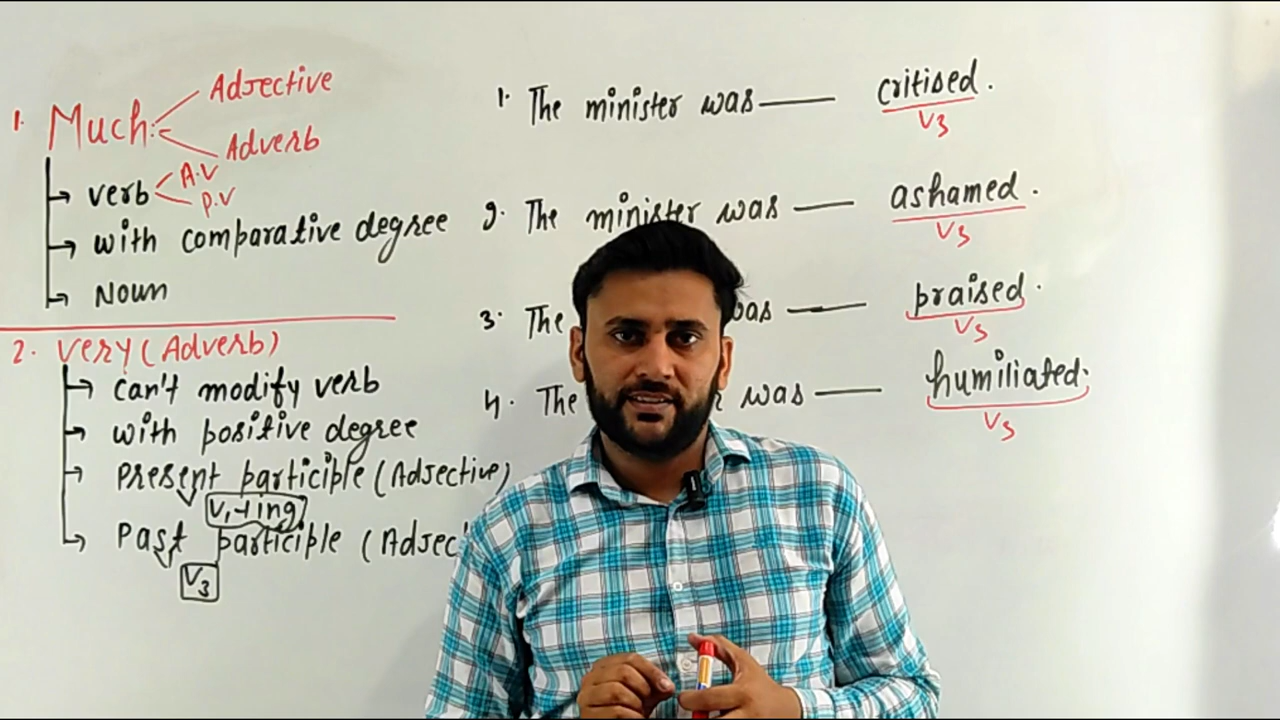 1. Much:- Adjective
Adverb
verb A.V
P.V
with comparative degree
Noun
2. Very (Adverb)
can't modify verb
with positive degree
Present participle (Adjective)
V1+ing
Past participle (Adjec
V3
1. The minister was critised.
V3
2. The minister was ashamed.
V3
3. The was praised.
V3
4. The was humiliated.
V3